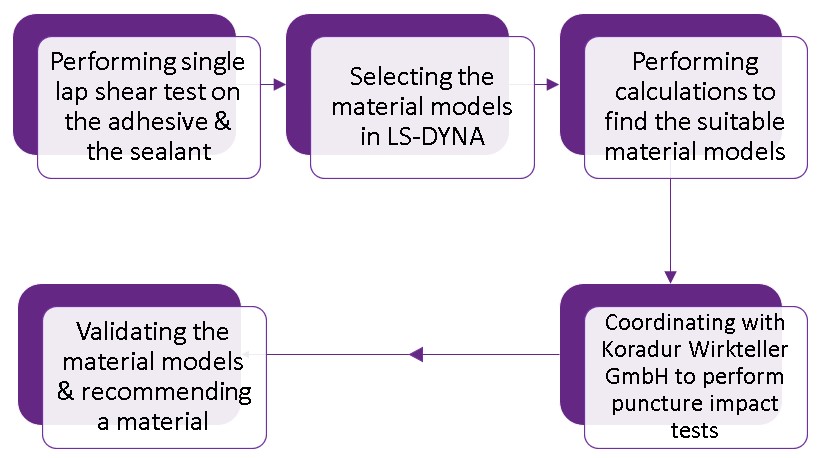 Performing single
lap shear test on
the adhesive &
the sealant
Selecting the
material models
in LS-DYNA
Performing
calculations to
find the suitable
material models
Coordinating with
Koradur Wirkteller
GmbH to perform
puncture impact
tests
Validating the
material models
& recommending
a material